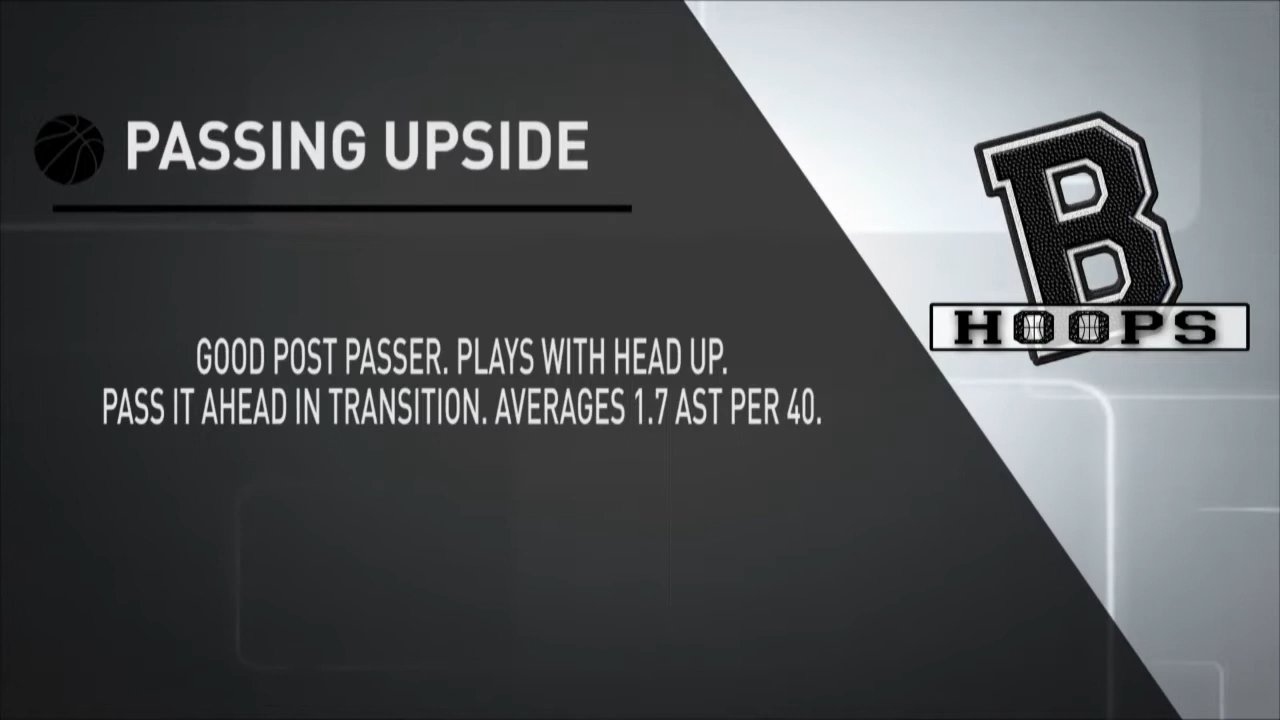 PASSING UPSIDE
GOOD POST PASSER. PLAYS WITH HEAD UP.
PASS IT AHEAD IN TRANSITION. AVERAGES 1.7 AST PER 40.
B
HOOPS